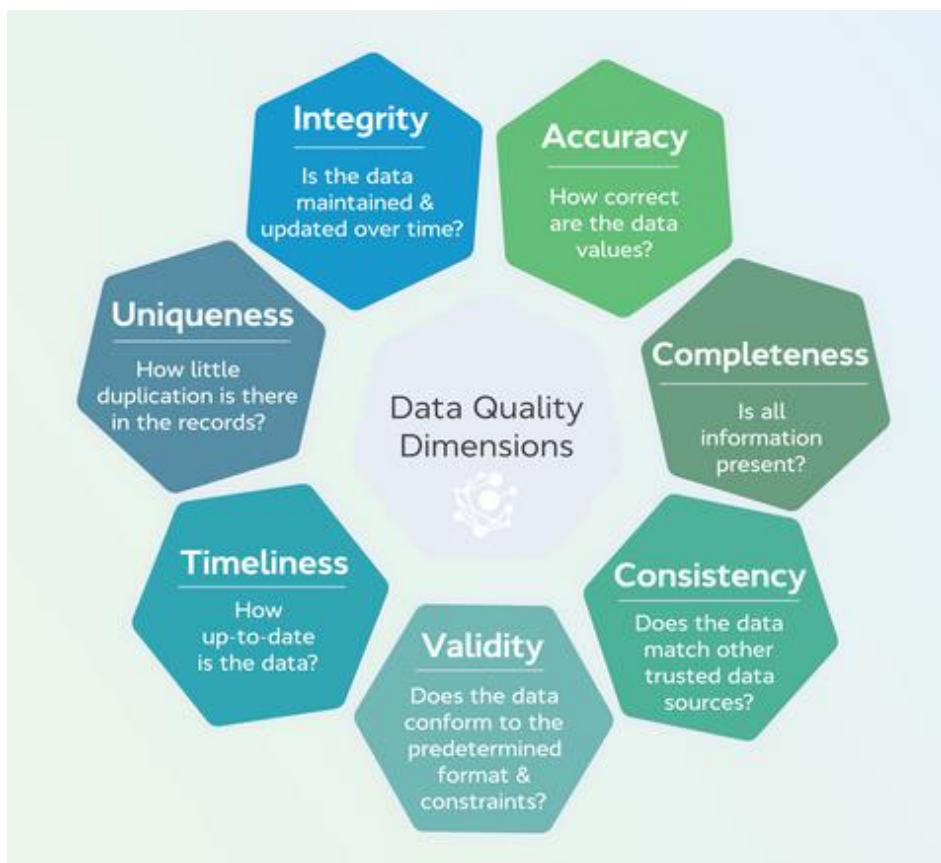 Integrity
Is the data
maintained &
updated over time?
Accuracy
How correct
are the data
values?
Uniqueness
How little
duplication is there
in the records?
Completeness
Is all
information
present?
Data Quality
Dimensions
Timeliness
How
up-to-date
is the data?
Consistency
Does the data
match other
trusted data
sources?
Validity
Does the data
conform to the
predetermined
format &
constraints?